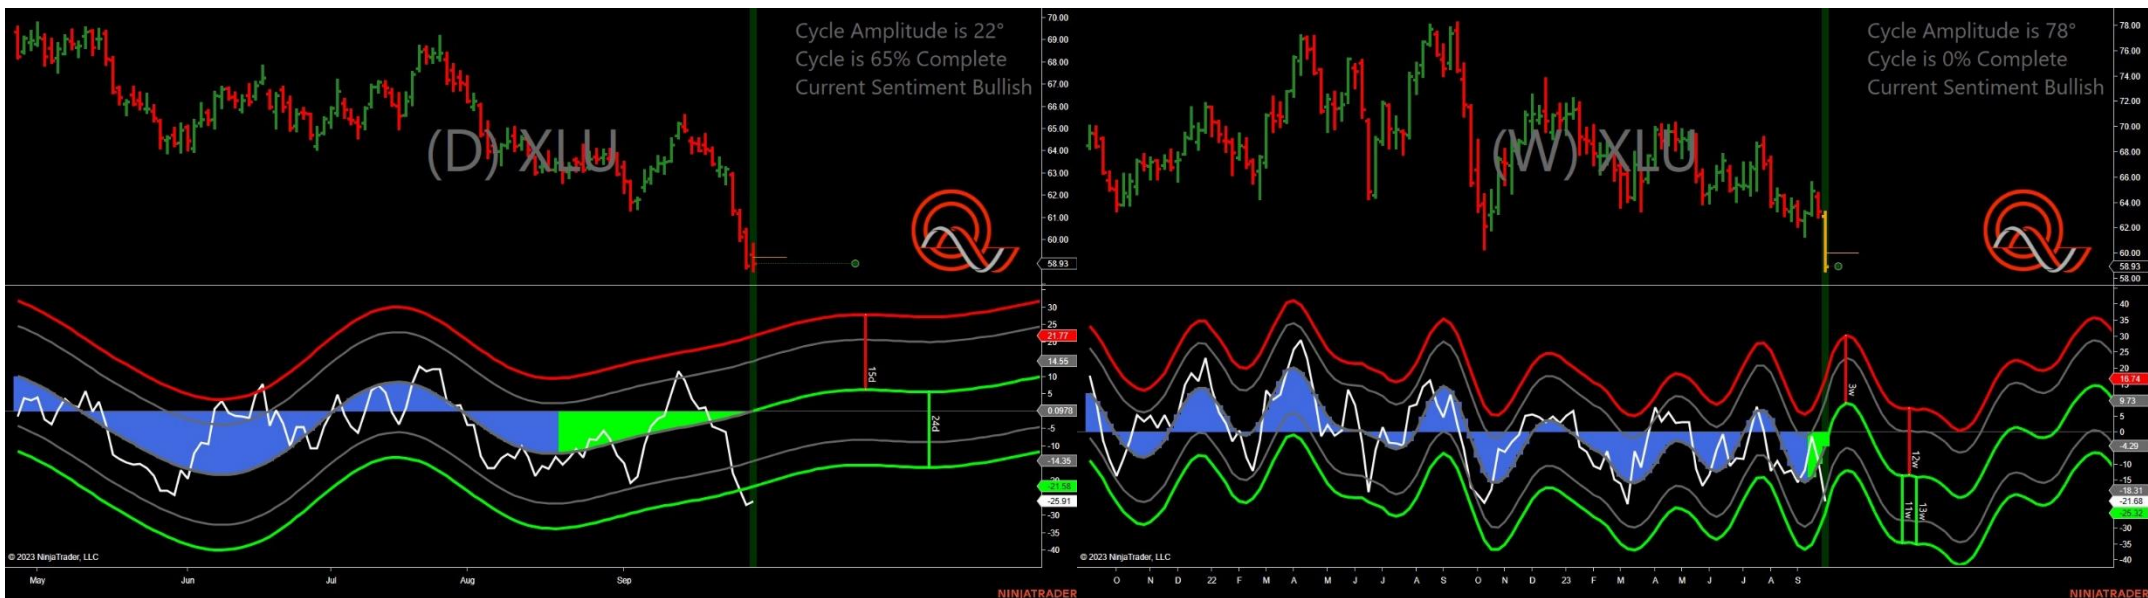 Cycle Amplitude is 22°
Cycle is 65% Complete
Current Sentiment Bullish
(D) XLU
70.00
69.00
68.00
67.00
66.00
65.00
64.00
63.00
62.00
61.00
60.00
58.93
30
25
21.77
20
14.55
10
5
0.0978
-5
-10
-14.35
-21.58
-25.91
-30
-35
-40
15d
24d
© 2023 NinjaTrader, LLC
May Jun Jul Aug Sep
NINJATRADER
Cycle Amplitude is 78°
Cycle is 0% Complete
Current Sentiment Bullish
(W) XLU
78.00
76.00
74.00
72.00
70.00
68.00
66.00
64.00
62.00
60.00
58.93
58.00
40
35
30
25
20
16.74
9.73
5
0
-4.29
-10
-15
-18.31
-21.68
-25.32
-30
-35
-40
3w
12w
11w
13w
© 2023 NinjaTrader, LLC
O N D 22 F M A M J J A S O N D 23 F M A M J J A S
NINJATRADER